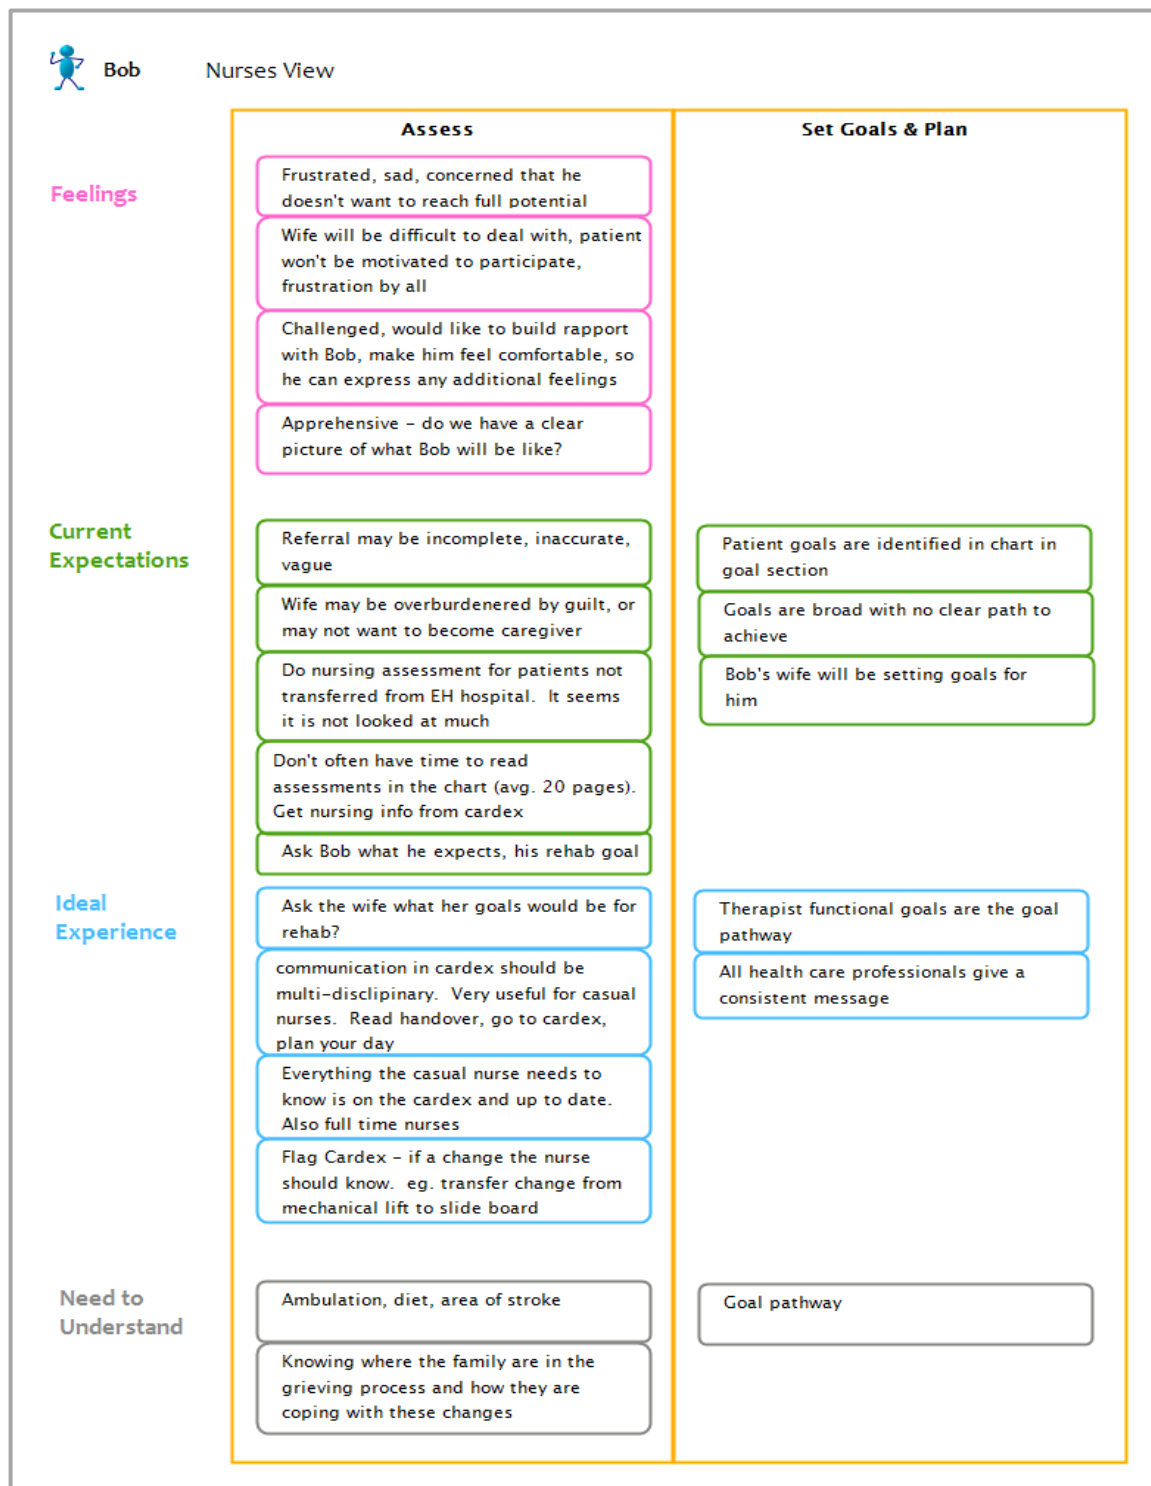 Bob Nurses View
Assess
Set Goals & Plan
Feelings
Frustrated, sad, concerned that he
doesn't want to reach full potential
Wife will be difficult to deal with, patient
won't be motivated to participate,
frustration by all
Challenged, would like to build rapport
with Bob, make him feel comfortable, so
he can express any additional feelings
Apprehensive - do we have a clear
picture of what Bob will be like?
Current
Expectations
Referral may be incomplete, inaccurate,
vague
Wife may be overburdenered by guilt, or
may not want to become caregiver
Do nursing assessment for patients not
transferred from EH hospital. It seems
it is not looked at much
Don't often have time to read
assessments in the chart (avg. 20 pages).
Get nursing info from cardex
Ask Bob what he expects, his rehab goal
Patient goals are identified in chart in
goal section
Goals are broad with no clear path to
achieve
Bob's wife will be setting goals for
him
Ideal
Experience
Ask the wife what her goals would be for
rehab?
communication in cardex should be
multi-disclipinary. Very useful for casual
nurses. Read handover, go to cardex,
plan your day
Everything the casual nurse needs to
know is on the cardex and up to date.
Also full time nurses
Flag Cardex - if a change the nurse
should know. eg. transfer change from
mechanical lift to slide board
Therapist functional goals are the goal
pathway
All health care professionals give a
consistent message
Need to
Understand
Ambulation, diet, area of stroke
Knowing where the family are in the
grieving process and how they are
coping with these changes
Goal pathway